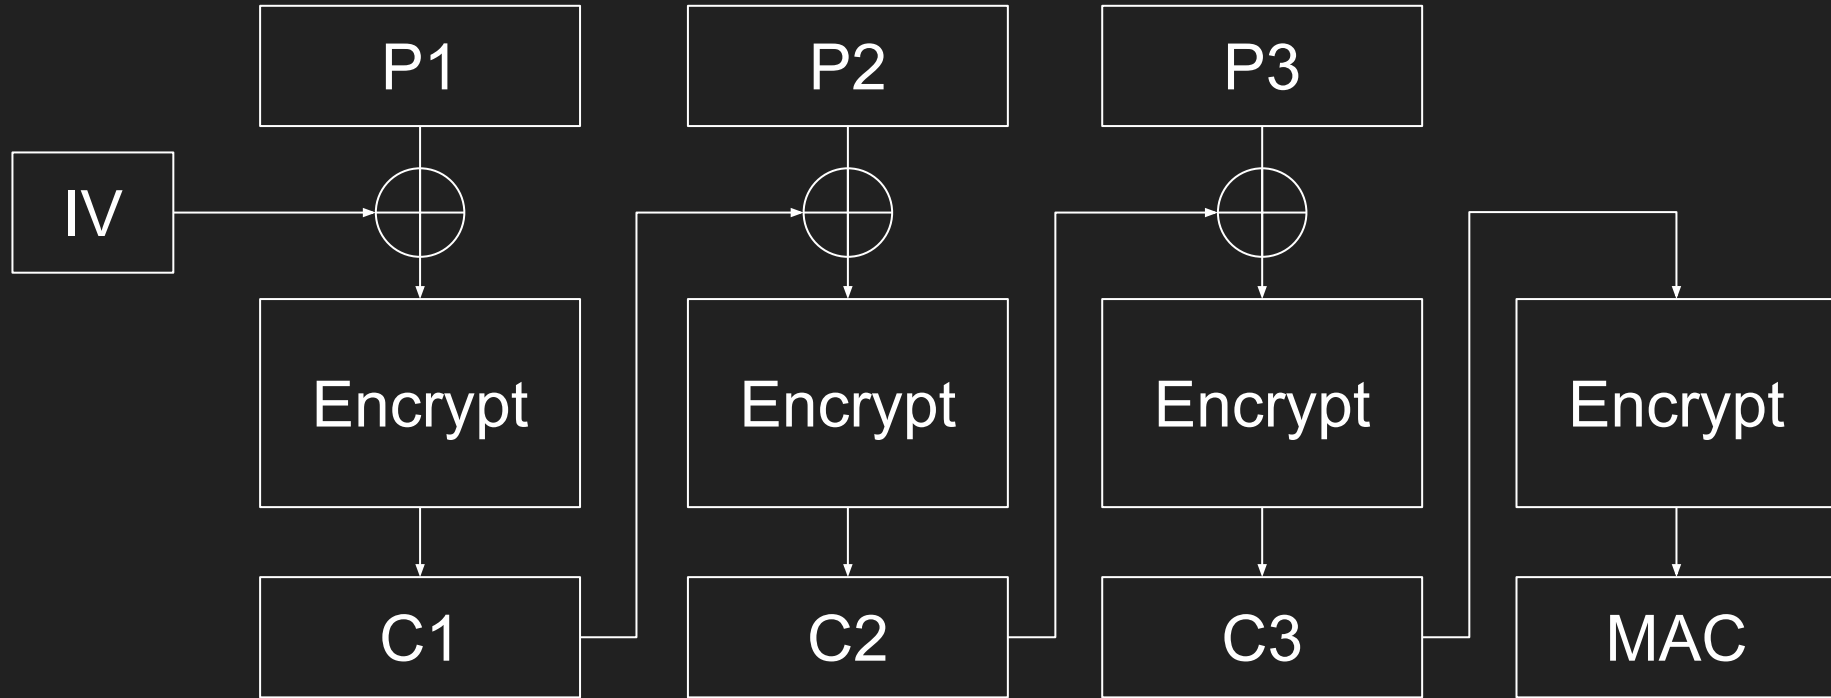 P1
P2
P3
IV
Encrypt
Encrypt
Encrypt
Encrypt
C1
C2
C3
MAC